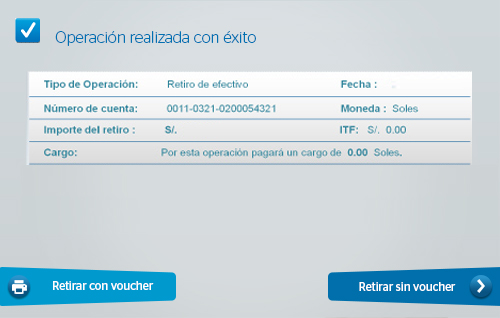 Operación realizada con éxito
Tipo de Operación: Retiro de efectivo Fecha :
Número de cuenta: 0011-0321-0200054321 Moneda : Soles
Importe del retiro : S/. ITF: S/. 0.00
Cargo: Por esta operación pagará un cargo de 0.00 Soles.
Retirar con voucher Retirar sin voucher